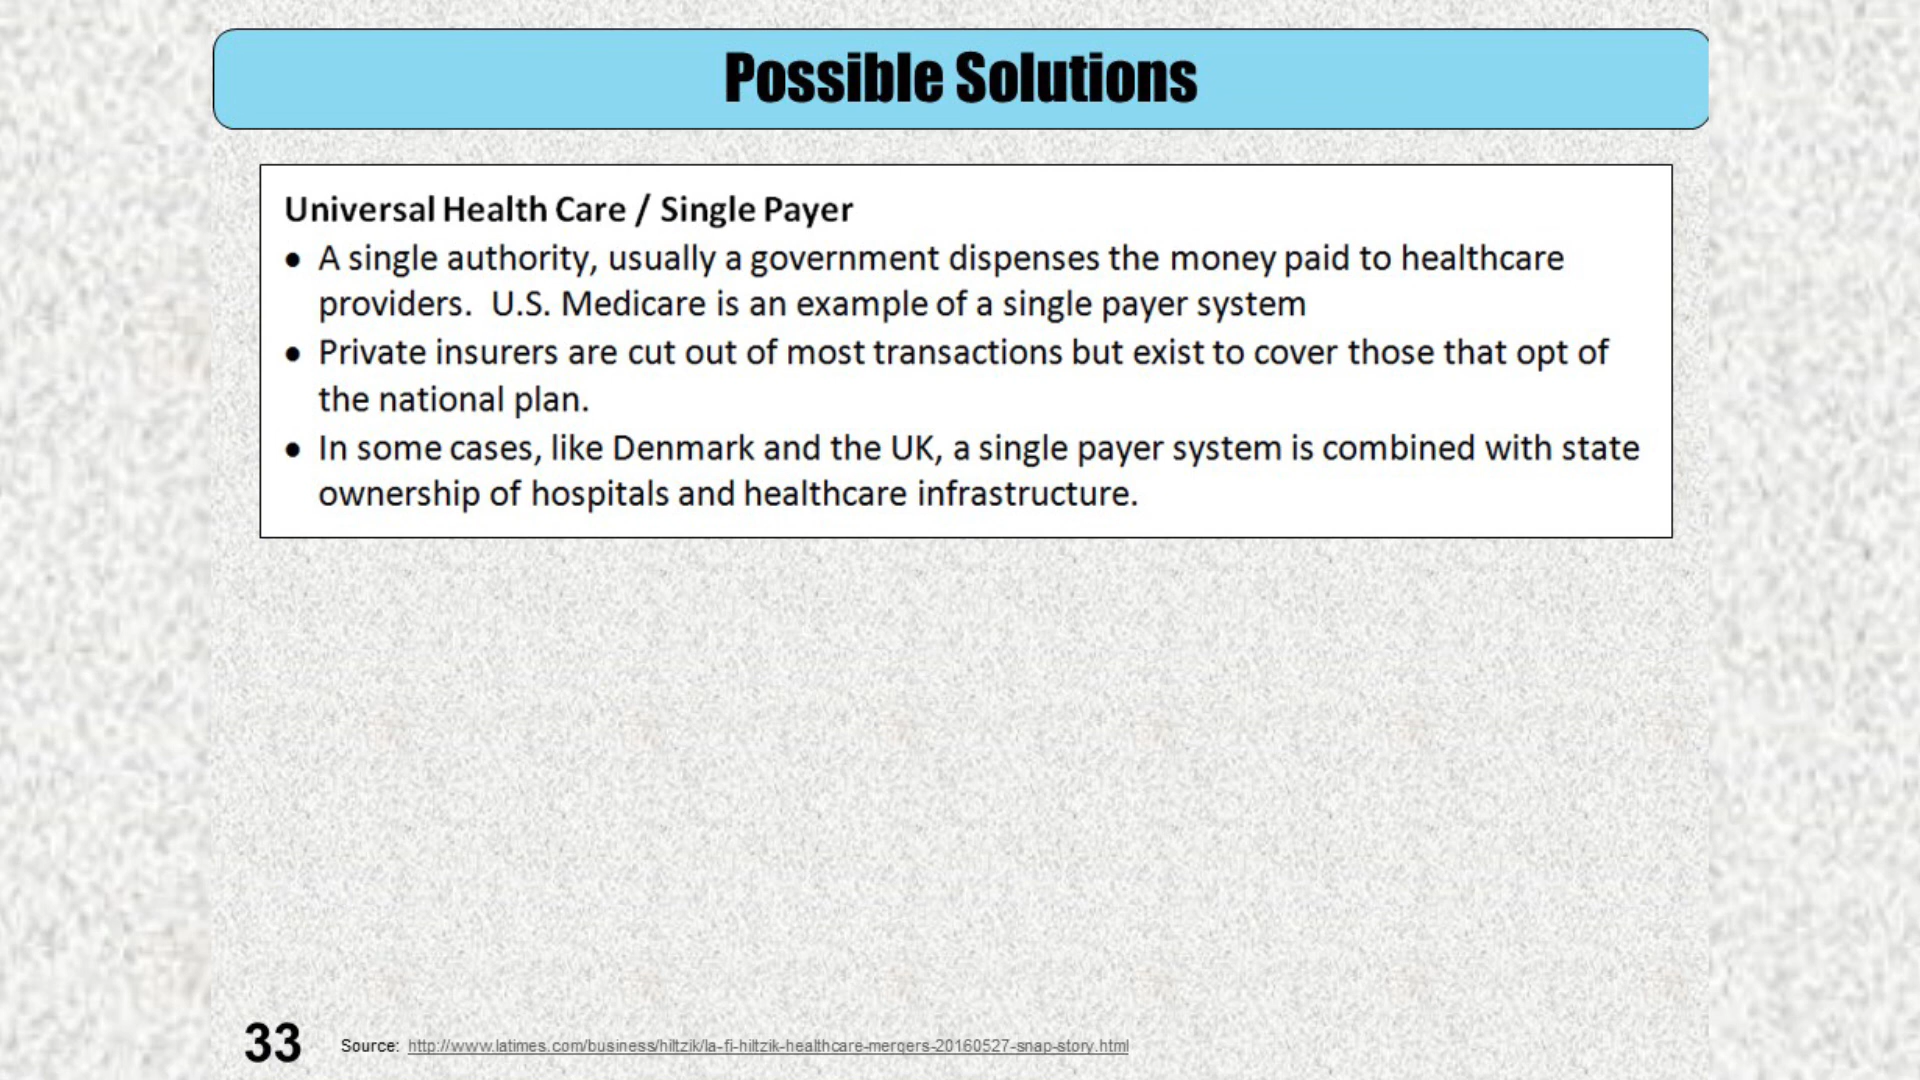 Possible Solutions
Universal Health Care / Single Payer
● A single authority, usually a government dispenses the money paid to healthcare
providers.  U.S. Medicare is an example of a single payer system
● Private insurers are cut out of most transactions but exist to cover those that opt of
the national plan.
● In some cases, like Denmark and the UK, a single payer system is combined with state
ownership of hospitals and healthcare infrastructure.
33 Source: http://www.latimes.com/business/hiltzik/la-fi-hiltzik-healthcare-mergers-20160527-snap-story.html